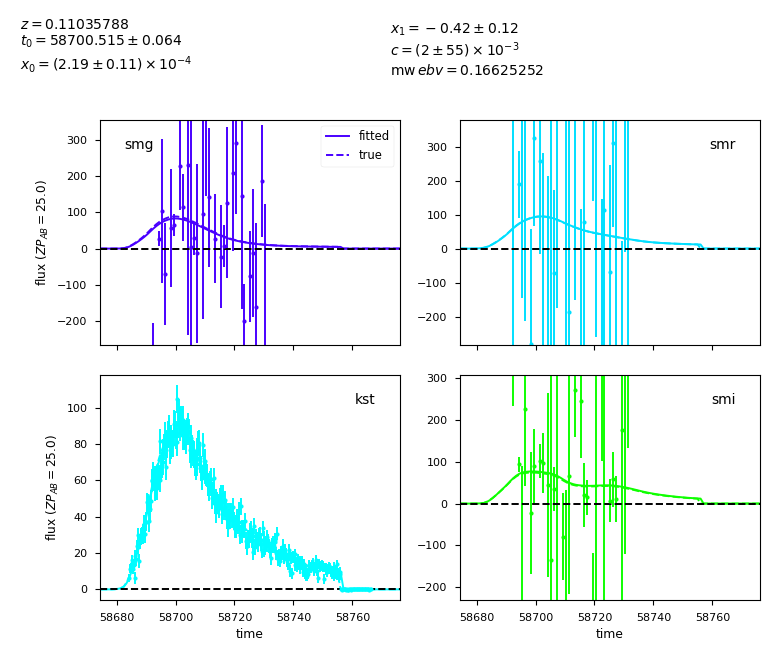 z = 0.11035788
t₀ = 58700.515 ± 0.064
x₀ = (2.19 ± 0.11) × 10⁻⁴
x₁ = −0.42 ± 0.12
c = (2 ± 55) × 10⁻³
mw ebv = 0.16625252
smg
fitted
true
300
200
100
0
−100
−200
flux (ZP_AB = 25.0)
smr
300
200
100
0
−100
−200
kst
100
80
60
40
20
0
flux (ZP_AB = 25.0)
58680 58700 58720 58740 58760
time
smi
300
200
100
0
−100
−200
58680 58700 58720 58740 58760
time